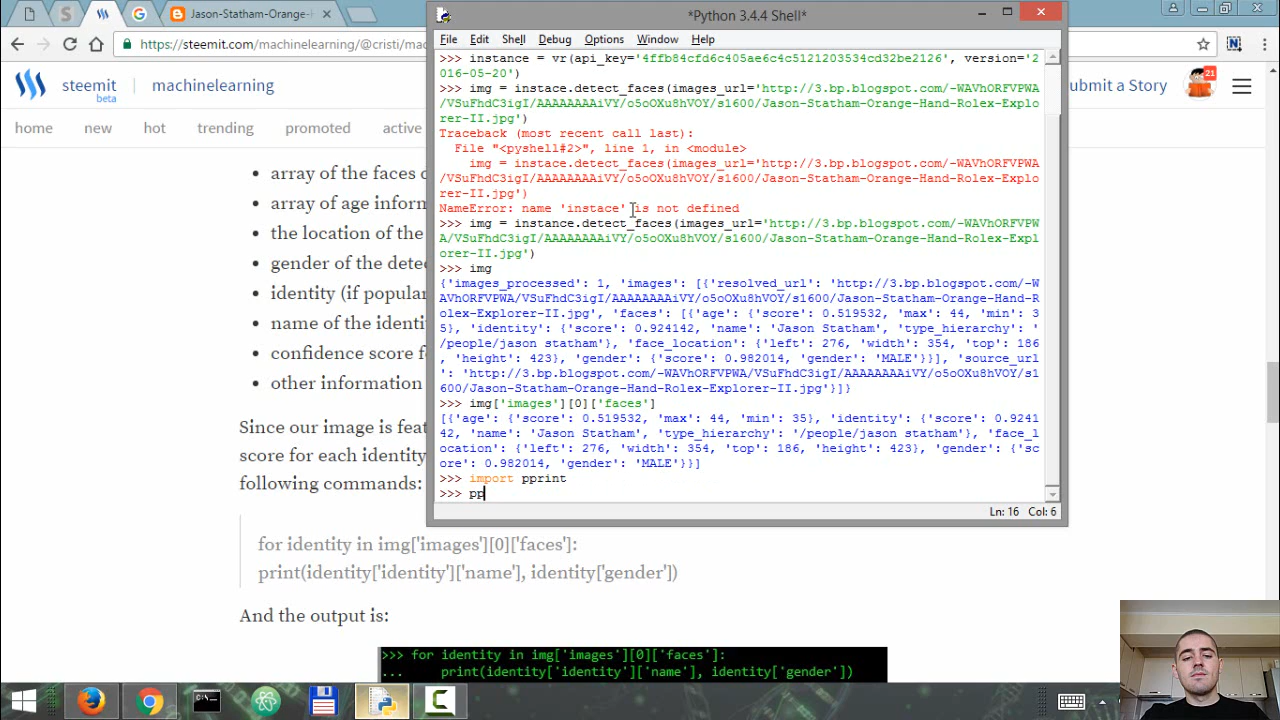 Jason-Statham-Orange-H
*Python 3.4.4 Shell*
https://steemit.com/machinelearning/@cristi/mac
File Edit Shell Debug Options Window Help
steemit
beta
machinelearning
ubmit a Story
21
home new hot trending promoted active
array of the faces d
array of age inform
the location of the
gender of the detec
identity (if popular
name of the identi
confidence score f
other information
Since our image is feat
score for each identity
following commands:
for identity in img['images'][0]['faces']:
print(identity['identity']['name'], identity['gender'])
And the output is:
>>> for identity in img['images'][0]['faces']:
... print(identity['identity']['name'], identity['gender'])
>>> instance = vr(api_key='4ffb84cfd6c405ae6c4c5121203534cd32be2126', version='2
016-05-20')
>>> img = instace.detect_faces(images_url='http://3.bp.blogspot.com/-WAVhORFVPWA
/VSuFhdC3igI/AAAAAAAAiVY/o5oOXu8hVOY/s1600/Jason-Statham-Orange-Hand-Rolex-Explo
rer-II.jpg')
Traceback (most recent call last):
File "<pyshell#2>", line 1, in <module>
img = instace.detect_faces(images_url='http://3.bp.blogspot.com/-WAVhORFVPWA
/VSuFhdC3igI/AAAAAAAAiVY/o5oOXu8hVOY/s1600/Jason-Statham-Orange-Hand-Rolex-Explo
rer-II.jpg')
NameError: name 'instace' is not defined
>>> img = instance.detect_faces(images_url='http://3.bp.blogspot.com/-WAVhORFVPW
A/VSuFhdC3igI/AAAAAAAAiVY/o5oOXu8hVOY/s1600/Jason-Statham-Orange-Hand-Rolex-Expl
orer-II.jpg')
>>> img
{'images_processed': 1, 'images': [{'resolved_url': 'http://3.bp.blogspot.com/-W
AVhORFVPWA/VSuFhdC3igI/AAAAAAAAiVY/o5oOXu8hVOY/s1600/Jason-Statham-Orange-Hand-R
olex-Explorer-II.jpg', 'faces': [{'age': {'score': 0.519532, 'max': 44, 'min': 3
5}, 'identity': {'score': 0.924142, 'name': 'Jason Statham', 'type_hierarchy': '
/people/jason statham'}, 'face_location': {'left': 276, 'width': 354, 'top': 186
, 'height': 423}, 'gender': {'score': 0.982014, 'gender': 'MALE'}}], 'source_url
': 'http://3.bp.blogspot.com/-WAVhORFVPWA/VSuFhdC3igI/AAAAAAAAiVY/o5oOXu8hVOY/s1
600/Jason-Statham-Orange-Hand-Rolex-Explorer-II.jpg'}]}
>>> img['images'][0]['faces']
[{'age': {'score': 0.519532, 'max': 44, 'min': 35}, 'identity': {'score': 0.9241
42, 'name': 'Jason Statham', 'type_hierarchy': '/people/jason statham'}, 'face_l
ocation': {'left': 276, 'width': 354, 'top': 186, 'height': 423}, 'gender': {'sc
ore': 0.982014, 'gender': 'MALE'}}]
>>> import pprint
>>> pp
Ln: 16 Col: 6